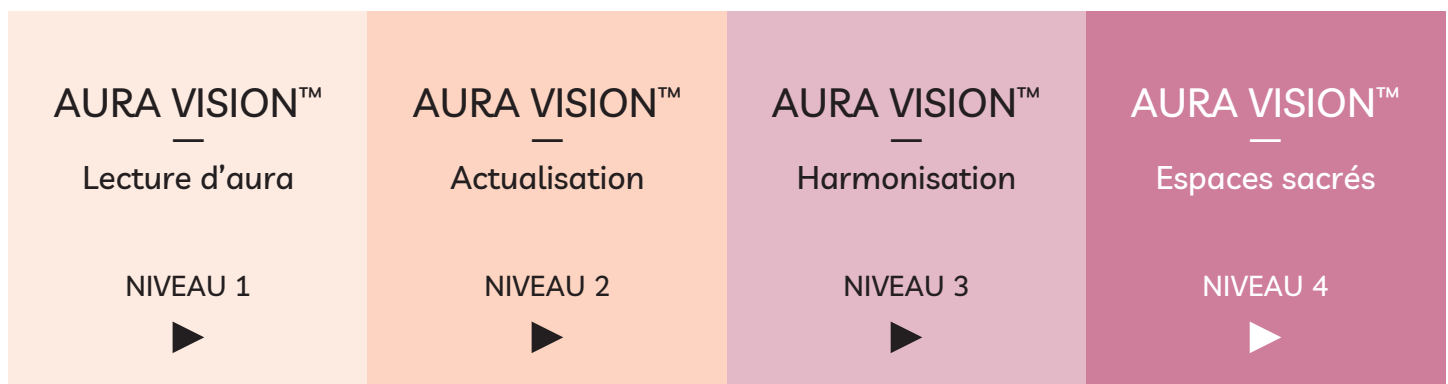 AURA VISION™
—
Lecture d’aura
NIVEAU 1
▶
AURA VISION™
—
Actualisation
NIVEAU 2
▶
AURA VISION™
—
Harmonisation
NIVEAU 3
▶
AURA VISION™
—
Espaces sacrés
NIVEAU 4
▶